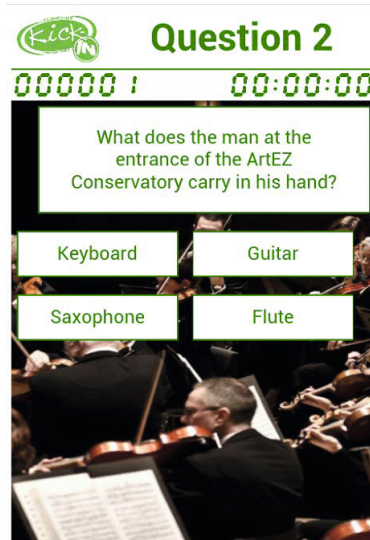 Kick-IN
Question 2
000001
00:00:00
What does the man at the
entrance of the ArtEZ
Conservatory carry in his hand?
Keyboard
Guitar
Saxophone
Flute